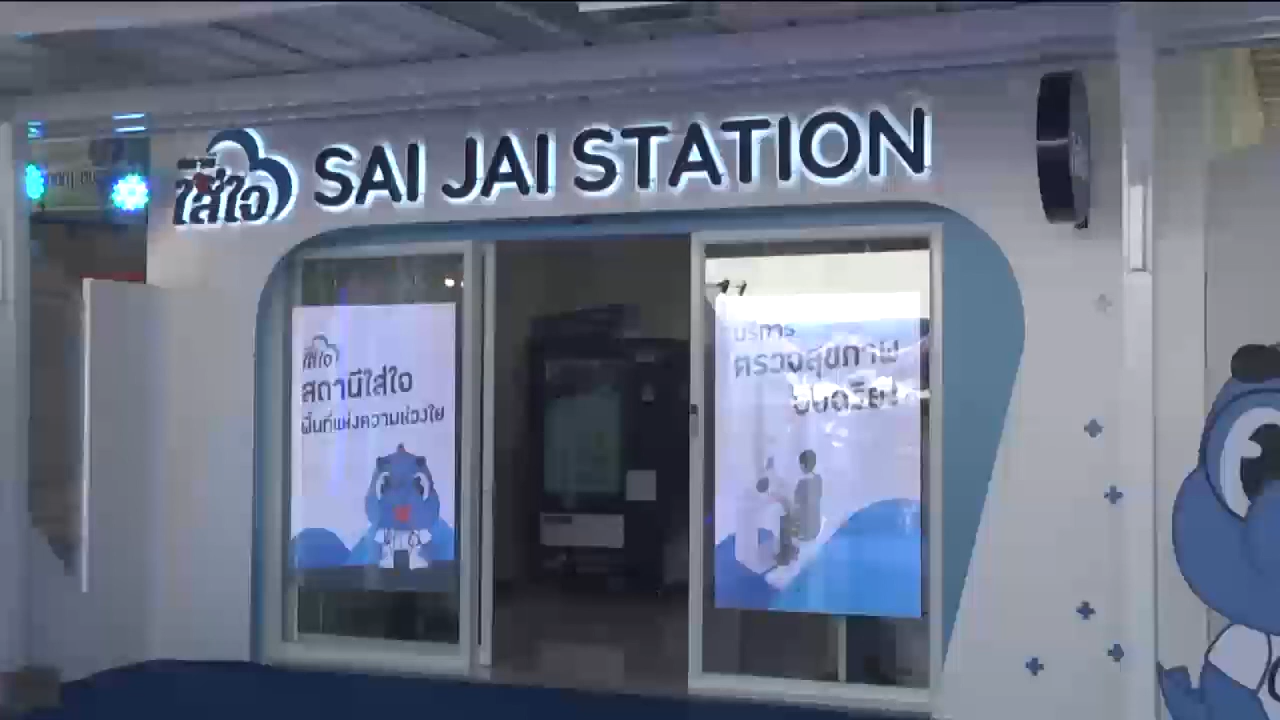 ใส่ใจ
SAI JAI STATION
ใส่ใจ
สถานีใส่ใจ
พื้นที่แห่งความห่วงใย
บริการ
ตรวจสุขภาพ